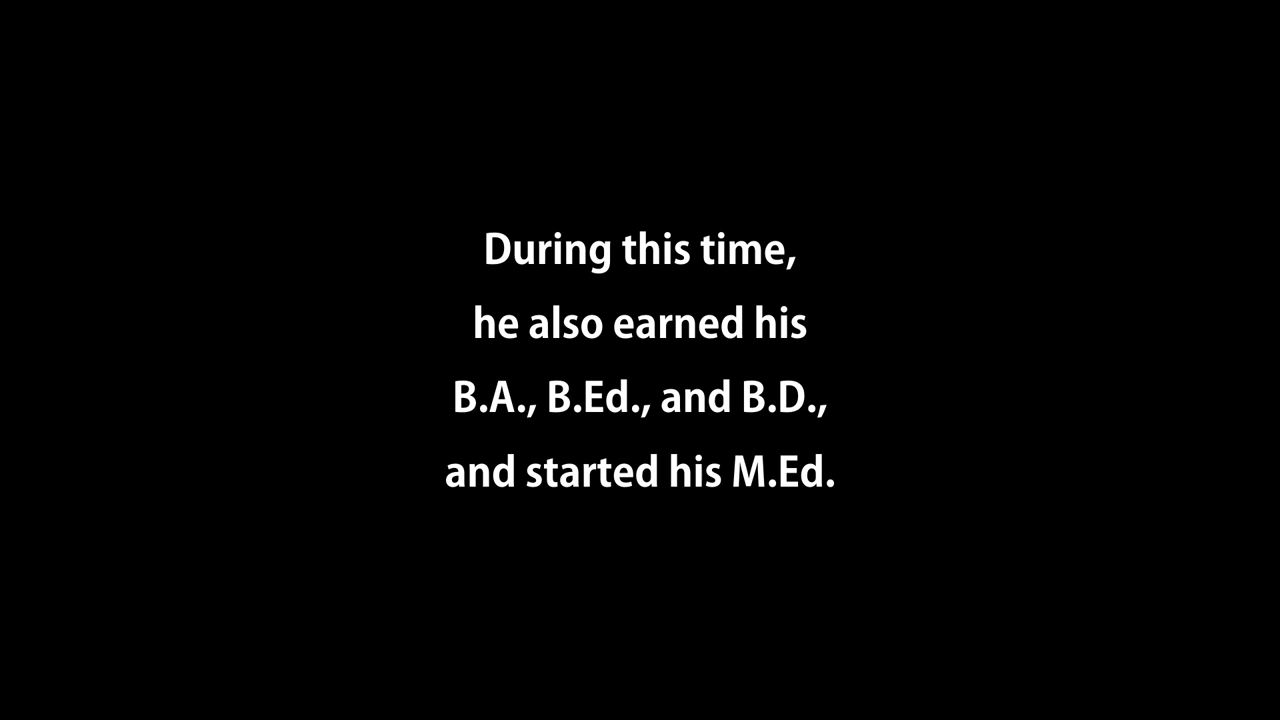 During this time,
he also earned his
B.A., B.Ed., and B.D.,
and started his M.Ed.